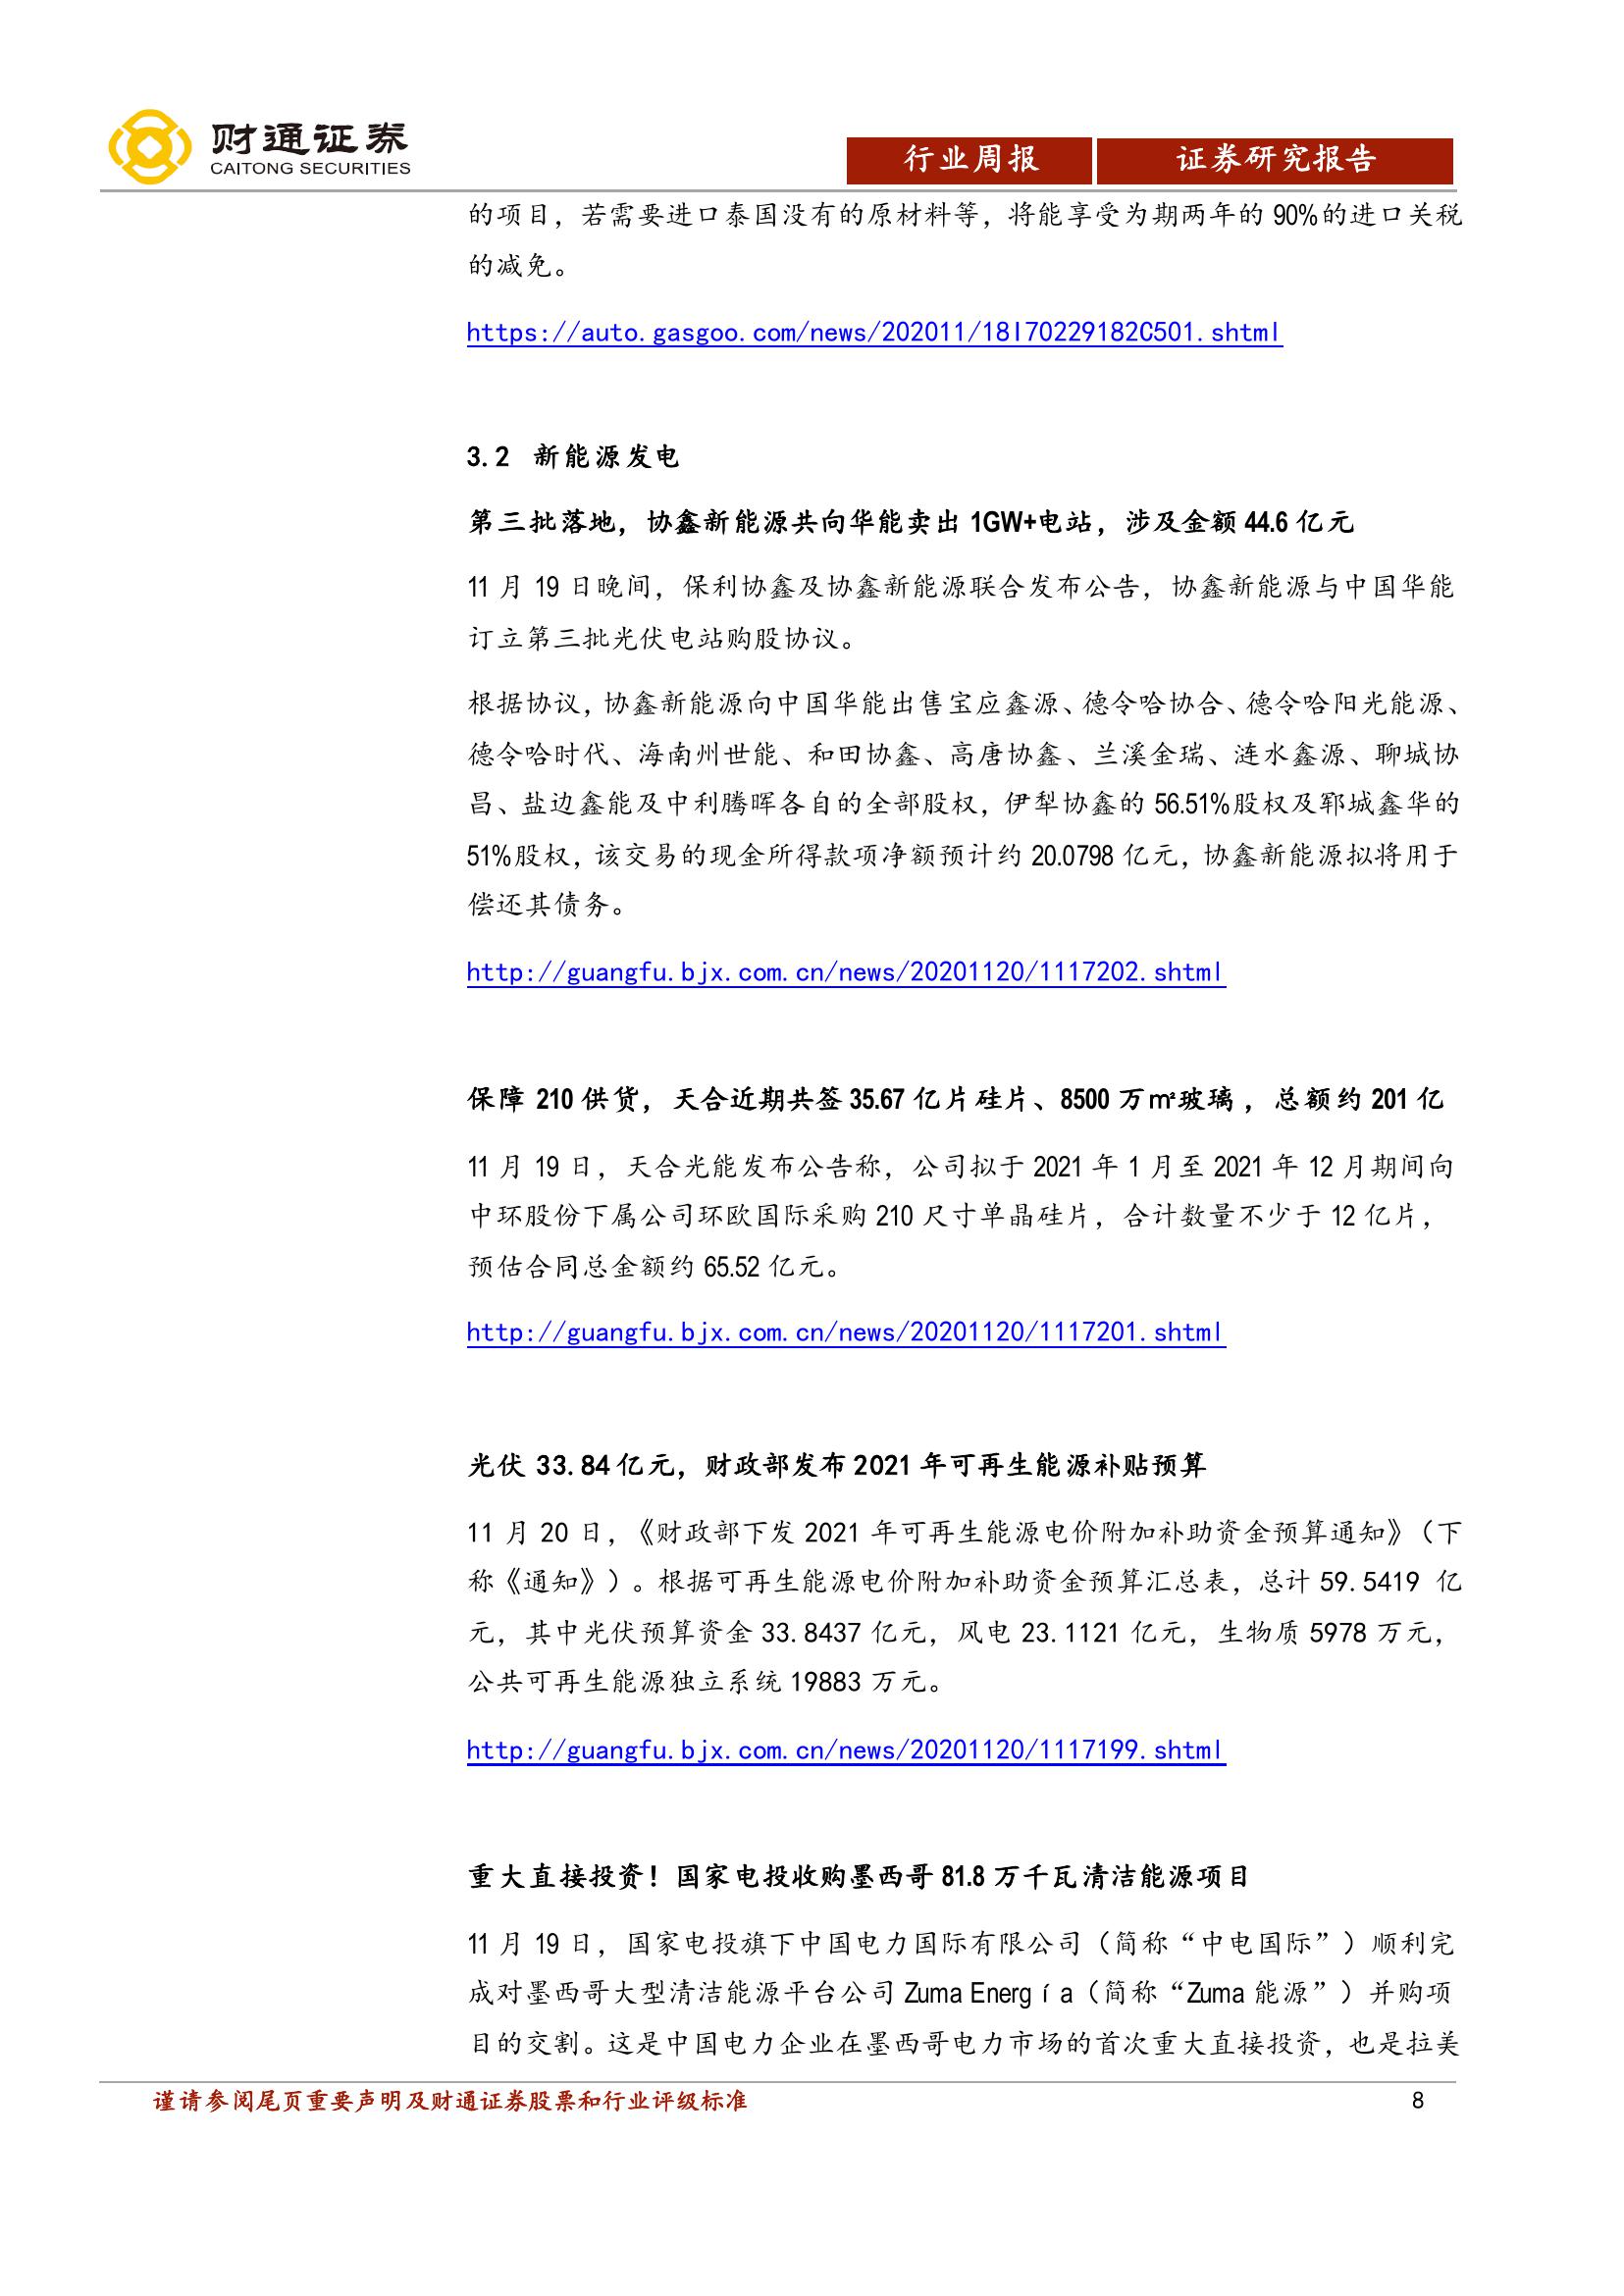 财通证券
CAITONG SECURITIES
行业周报
证券研究报告
的项目，若需要进口泰国没有的原材料等，将能享受为期两年的 90%的进口关税
的减免。
https://auto.gasgoo.com/news/202011/18I70229182C501.shtml
3.2 新能源发电
第三批落地，协鑫新能源共向华能卖出 1GW+电站，涉及金额 44.6 亿元
11 月 19 日晚间，保利协鑫及协鑫新能源联合发布公告，协鑫新能源与中国华能
订立第三批光伏电站购股协议。
根据协议，协鑫新能源向中国华能出售宝应鑫源、德令哈协合、德令哈阳光能源、
德令哈时代、海南州世能、和田协鑫、高唐协鑫、兰溪金瑞、涟水鑫源、聊城协
昌、盐边鑫能及中利腾晖各自的全部股权，伊犁协鑫的 56.51%股权及郓城鑫华的
51%股权，该交易的现金所得款项净额预计约 20.0798 亿元，协鑫新能源拟将用于
偿还其债务。
http://guangfu.bjx.com.cn/news/20201120/1117202.shtml
保障 210 供货，天合近期共签 35.67 亿片硅片、8500 万㎡玻璃 ，总额约 201 亿
11 月 19 日，天合光能发布公告称，公司拟于 2021 年 1 月至 2021 年 12 月期间向
中环股份下属公司环欧国际采购 210 尺寸单晶硅片，合计数量不少于 12 亿片，
预估合同总金额约 65.52 亿元。
http://guangfu.bjx.com.cn/news/20201120/1117201.shtml
光伏 33.84 亿元，财政部发布 2021 年可再生能源补贴预算
11 月 20 日，《财政部下发 2021 年可再生能源电价附加补助资金预算通知》（下
称《通知》）。根据可再生能源电价附加补助资金预算汇总表，总计 59.5419 亿
元，其中光伏预算资金 33.8437 亿元，风电 23.1121 亿元，生物质 5978 万元，
公共可再生能源独立系统 19883 万元。
http://guangfu.bjx.com.cn/news/20201120/1117199.shtml
重大直接投资！国家电投收购墨西哥 81.8 万千瓦清洁能源项目
11 月 19 日，国家电投旗下中国电力国际有限公司（简称“中电国际”）顺利完
成对墨西哥大型清洁能源平台公司 Zuma Energ í a（简称“Zuma 能源”）并购项
目的交割。这是中国电力企业在墨西哥电力市场的首次重大直接投资，也是拉美
谨请参阅尾页重要声明及财通证券股票和行业评级标准
8